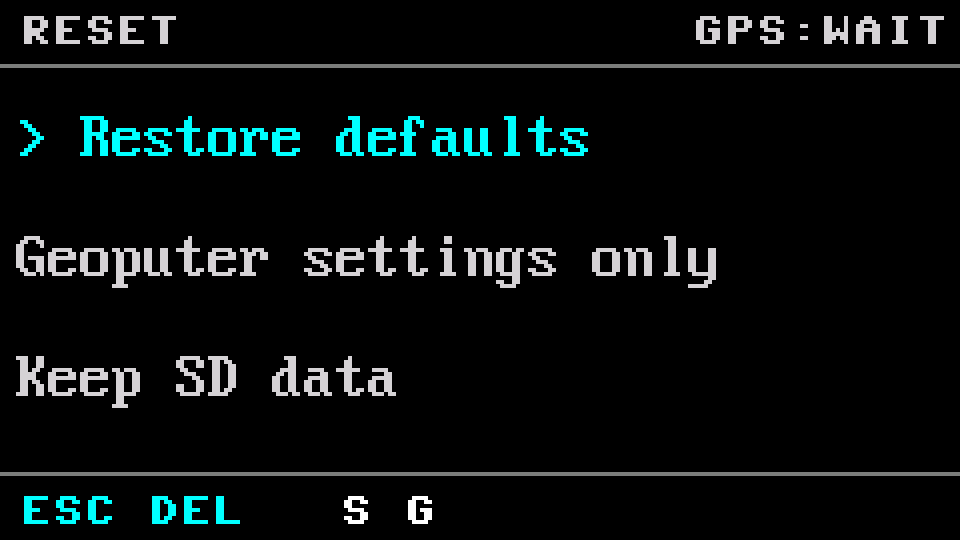 RESET GPS:WAIT
> Restore defaults
Geoputer settings only
Keep SD data
ESC DEL S G